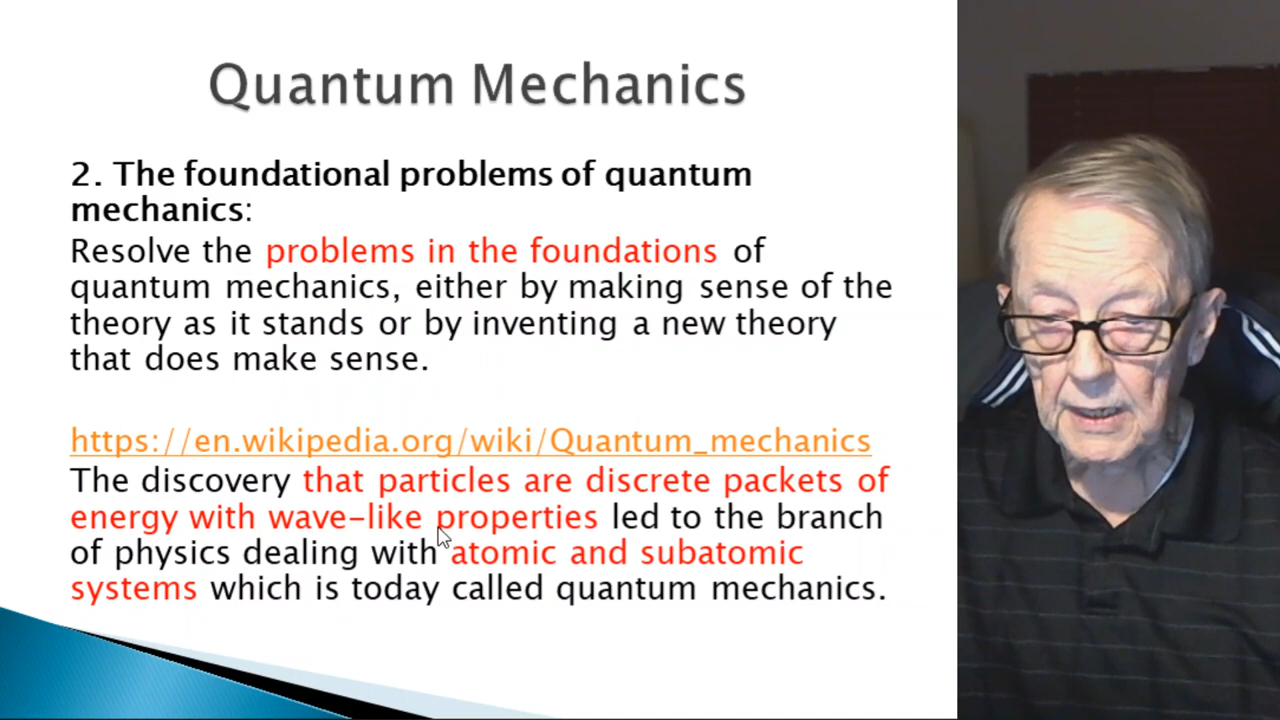 Quantum Mechanics
2. The foundational problems of quantum
mechanics:
Resolve the problems in the foundations of
quantum mechanics, either by making sense of the
theory as it stands or by inventing a new theory
that does make sense.
https://en.wikipedia.org/wiki/Quantum_mechanics
The discovery that particles are discrete packets of
energy with wave-like properties led to the branch
of physics dealing with atomic and subatomic
systems which is today called quantum mechanics.